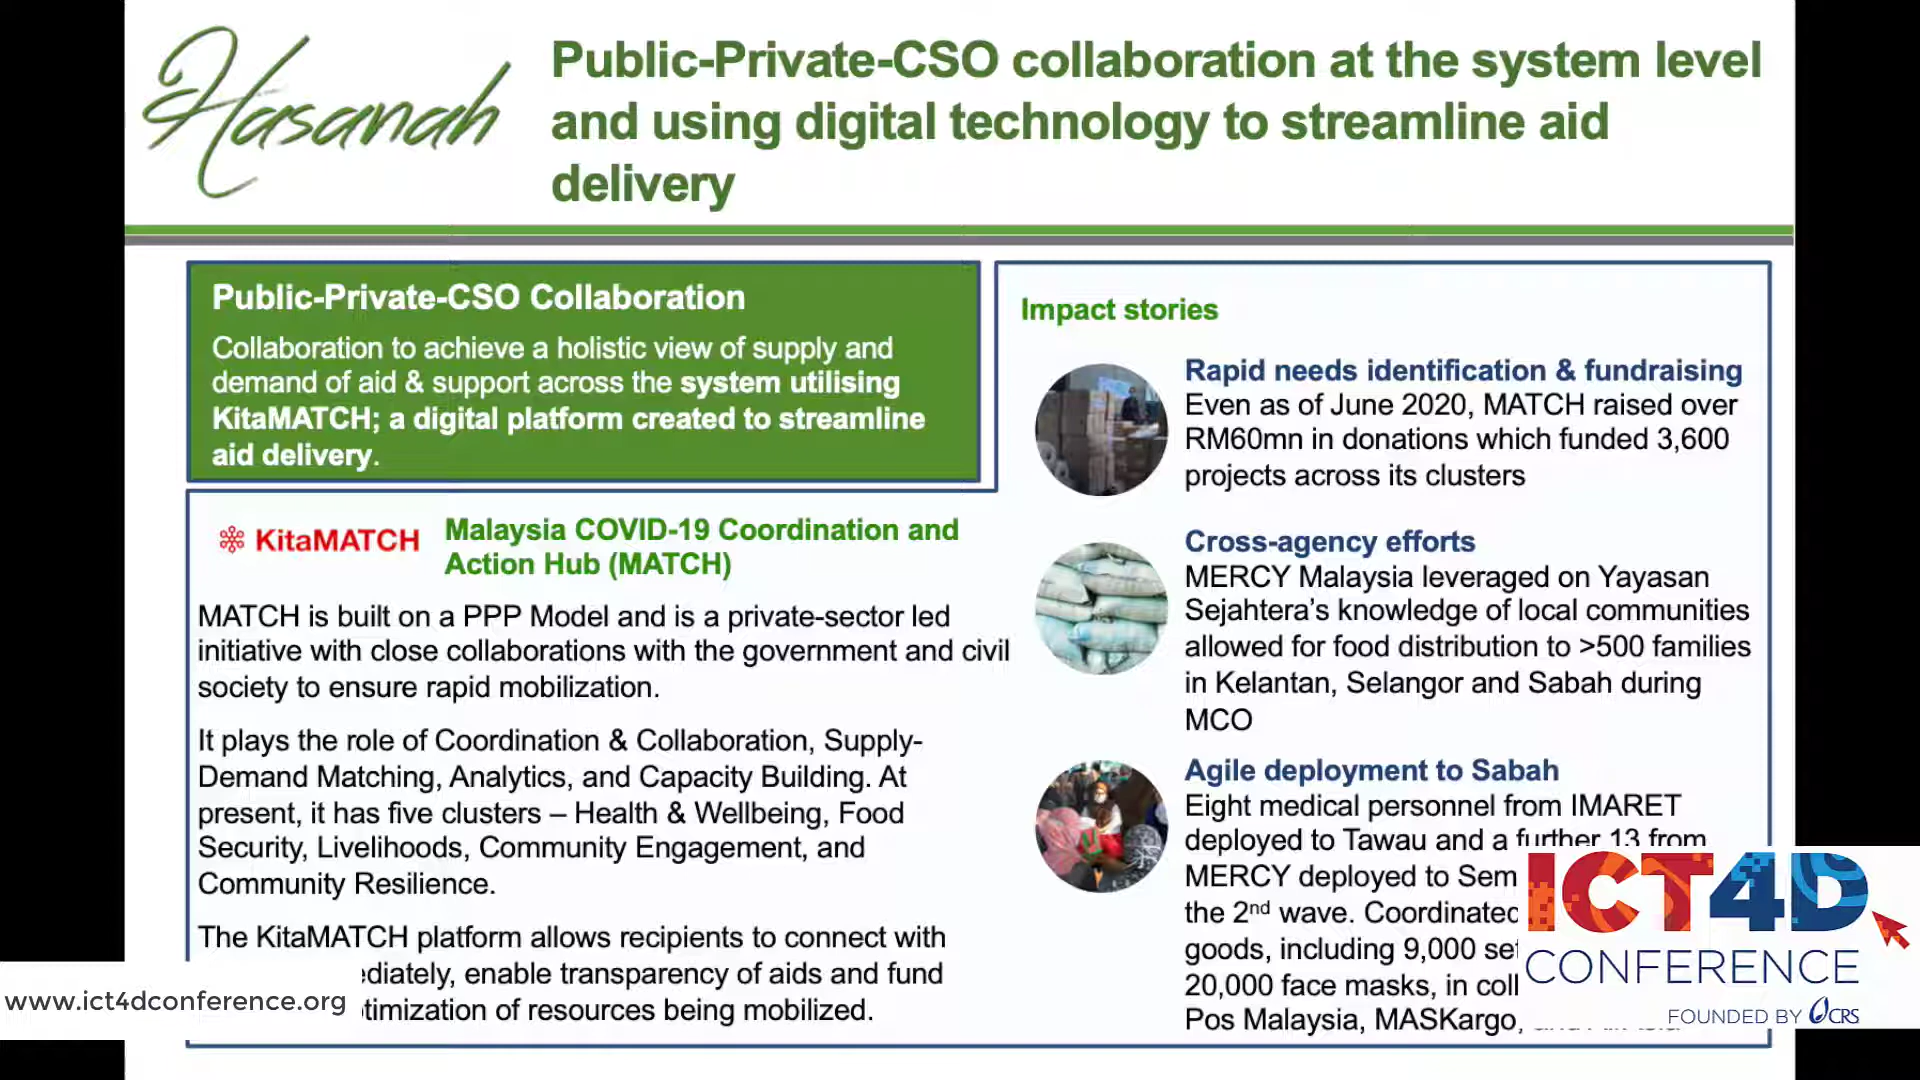 Hasanah
Public-Private-CSO collaboration at the system level
and using digital technology to streamline aid
delivery
Public-Private-CSO Collaboration
Collaboration to achieve a holistic view of supply and
demand of aid & support across the system utilising
KitaMATCH; a digital platform created to streamline
aid delivery.
KitaMATCH
Malaysia COVID-19 Coordination and
Action Hub (MATCH)
MATCH is built on a PPP Model and is a private-sector led
initiative with close collaborations with the government and civil
society to ensure rapid mobilization.
It plays the role of Coordination & Collaboration, Supply-
Demand Matching, Analytics, and Capacity Building. At
present, it has five clusters – Health & Wellbeing, Food
Security, Livelihoods, Community Engagement, and
Community Resilience.
The KitaMATCH platform allows recipients to connect with
enable transparency of aids and fund
of resources being mobilized.
Impact stories
Rapid needs identification & fundraising
Even as of June 2020, MATCH raised over
RM60mn in donations which funded 3,600
projects across its clusters
Cross-agency efforts
MERCY Malaysia leveraged on Yayasan
Sejahtera's knowledge of local communities
allowed for food distribution to >500 families
in Kelantan, Selangor and Sabah during
MCO
Agile deployment to Sabah
Eight medical personnel from IMARET
deployed to Tawau and a further 13 from
MERCY deployed to
the 2nd wave. Coordinated
goods, including 9,000
20,000 face masks, in
Pos Malaysia, MASKargo,
www.ict4dconference.org
ICT4D
CONFERENCE
FOUNDED BY CRS